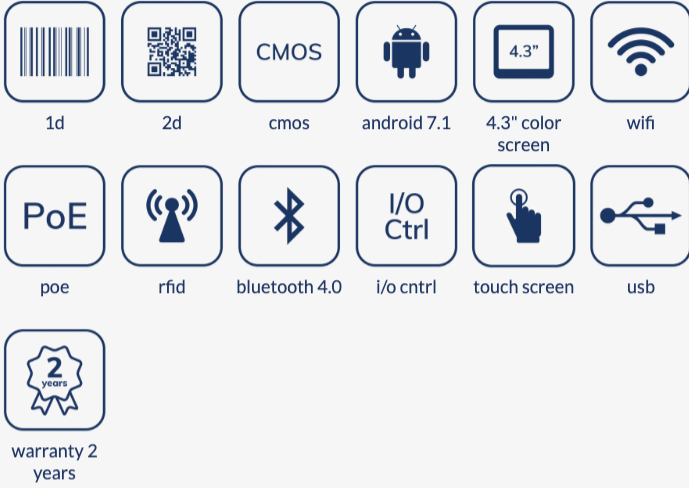 CMOS
4.3”
1d
2d
cmos
android 7.1
4.3" color
screen
wifi
PoE
I/O
Ctrl
poe
rfid
bluetooth 4.0
i/o cntrl
touch screen
usb
2
years
warranty 2
years